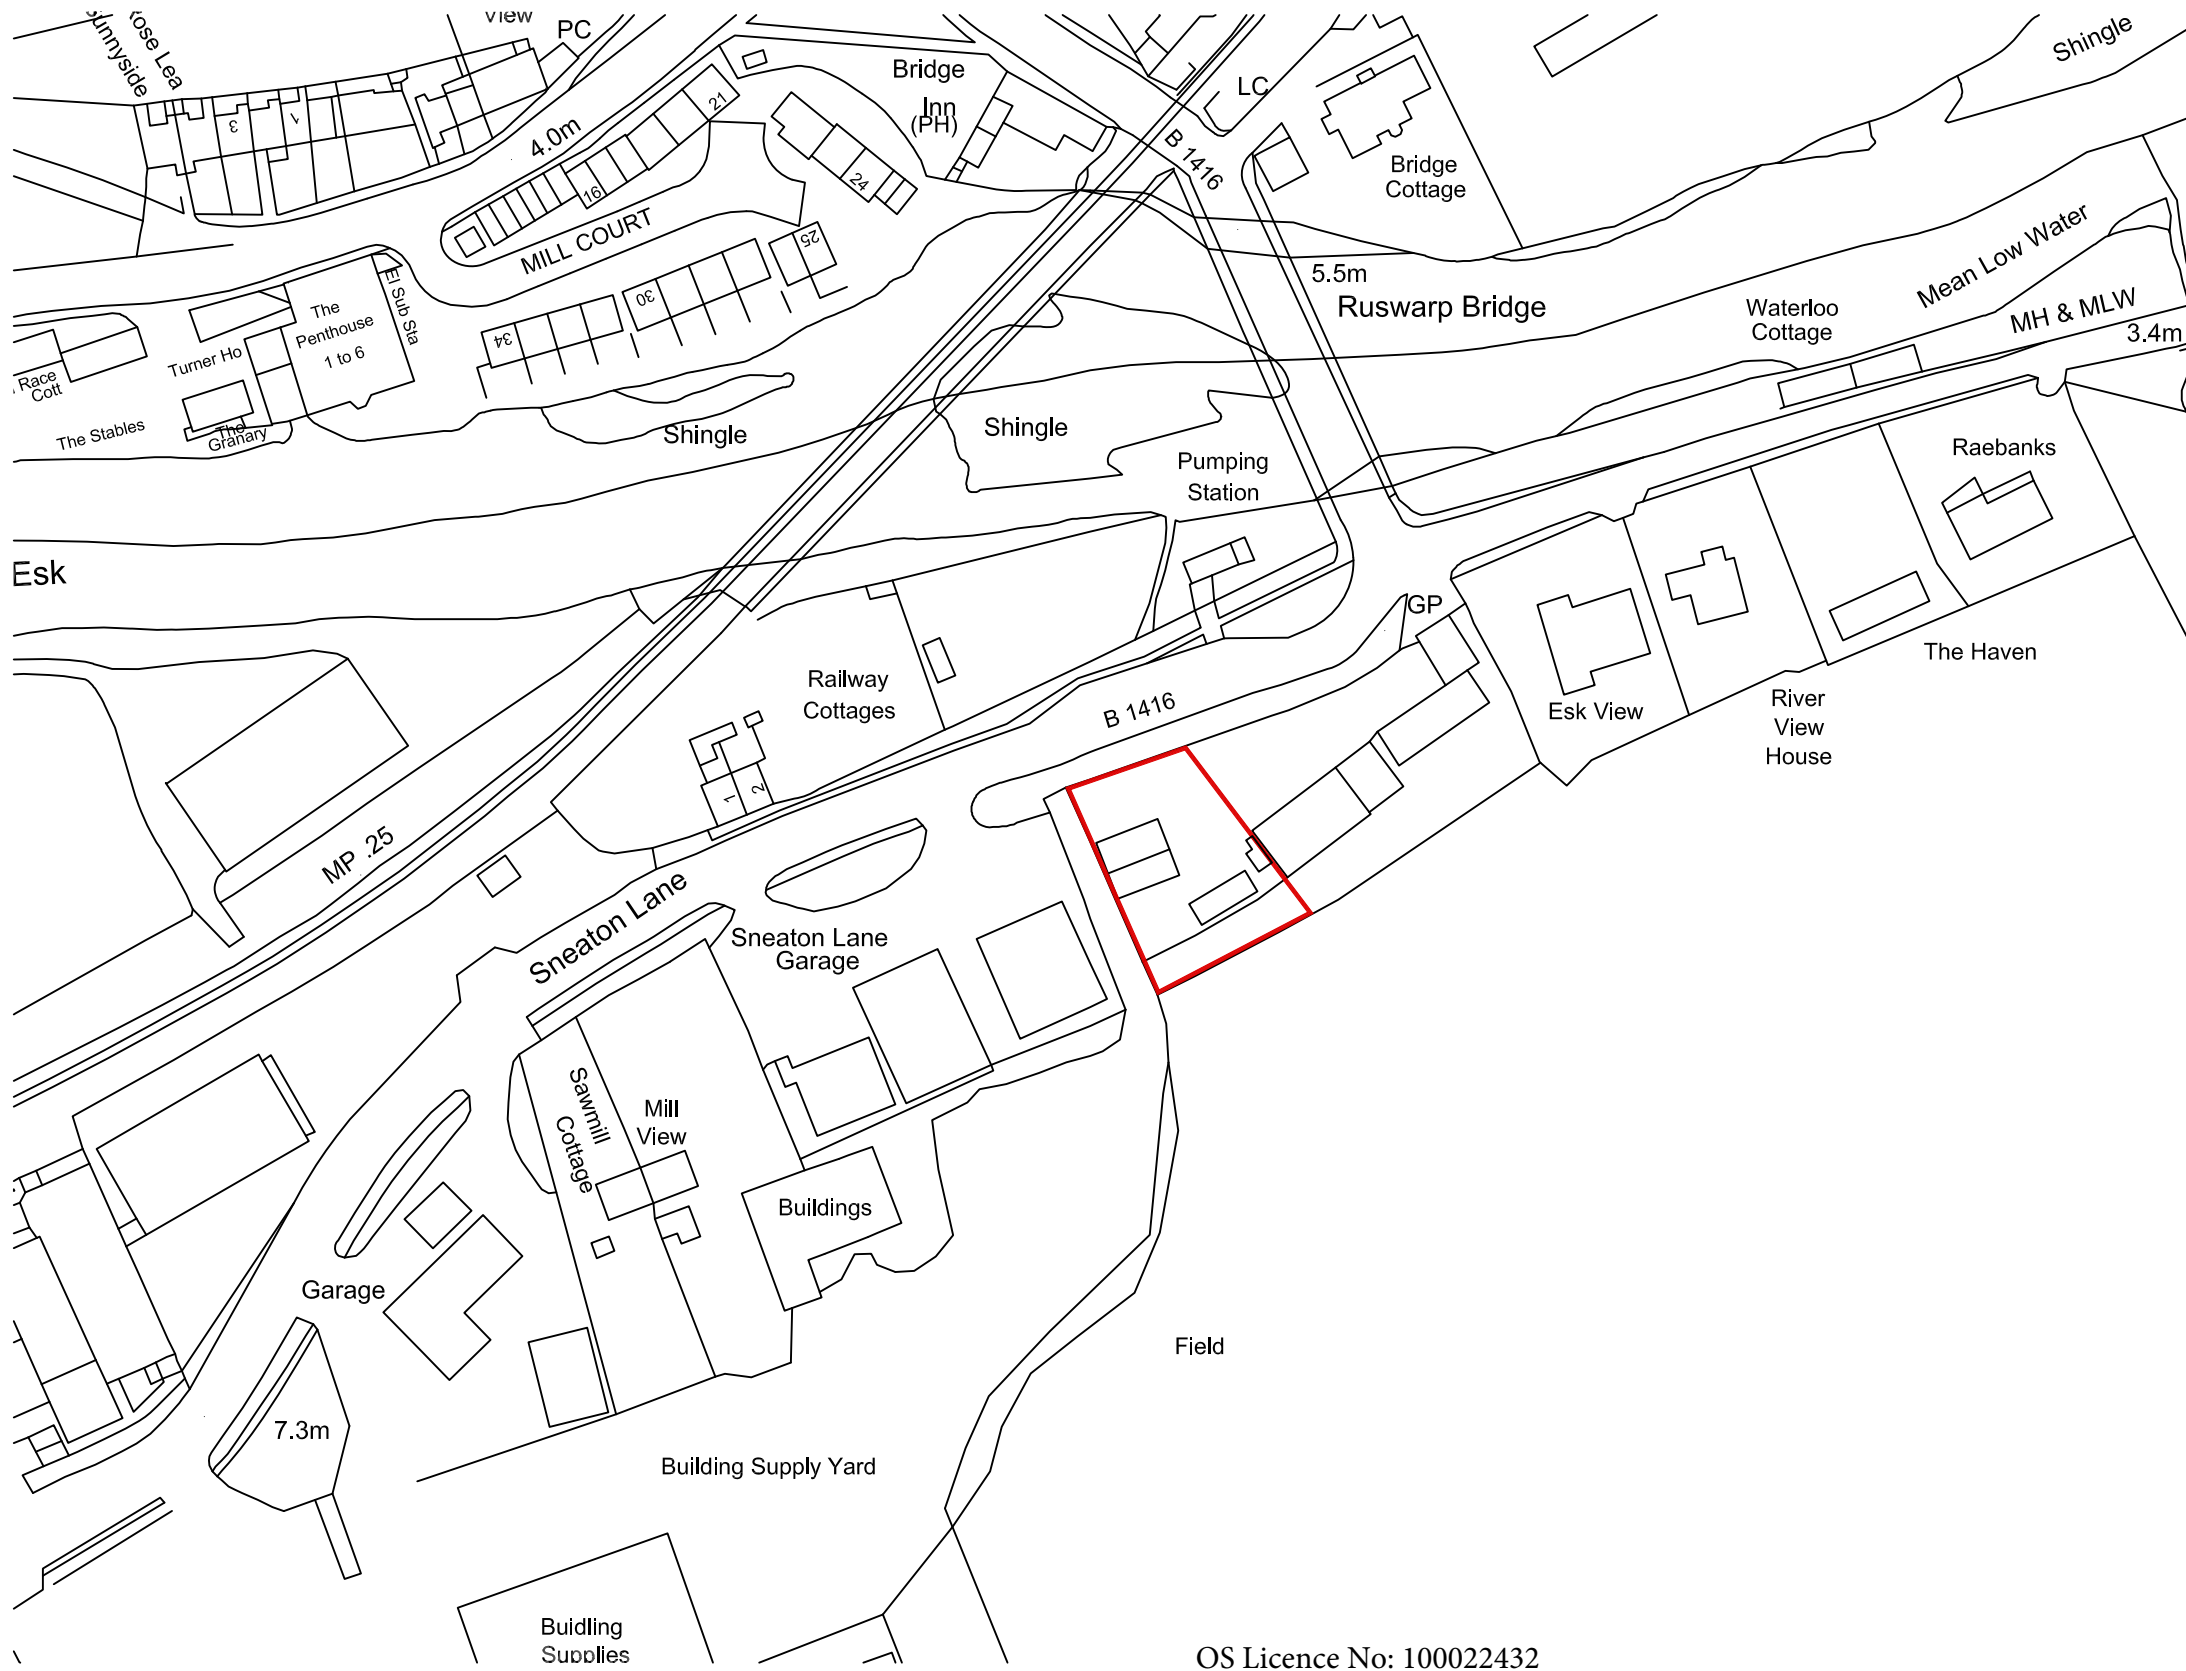 Sunnyside
Rose Lea
View
PC
3
1
4.0m
21
16
MILL COURT
Bridge
Inn
(PH)
24
25
30
34
B 1416
LC
Bridge
Cottage
Shingle
5.5m
Ruswarp Bridge
Mean Low Water
Waterloo
Cottage
MH & MLW
3.4m
El Sub Sta
The
Penthouse
1 to 6
Turner Ho
Race
Cott
The Stables
The
Granary
Shingle
Shingle
Pumping
Station
Raebanks
Esk
GP
The Haven
Railway
Cottages
B 1416
Esk View
River
View
House
1
2
MP .25
Sneaton Lane
Sneaton Lane
Garage
Sawmill
Cottage
Mill
View
Buildings
Garage
Field
7.3m
Building Supply Yard
Buidling
Supplies
OS Licence No: 100022432